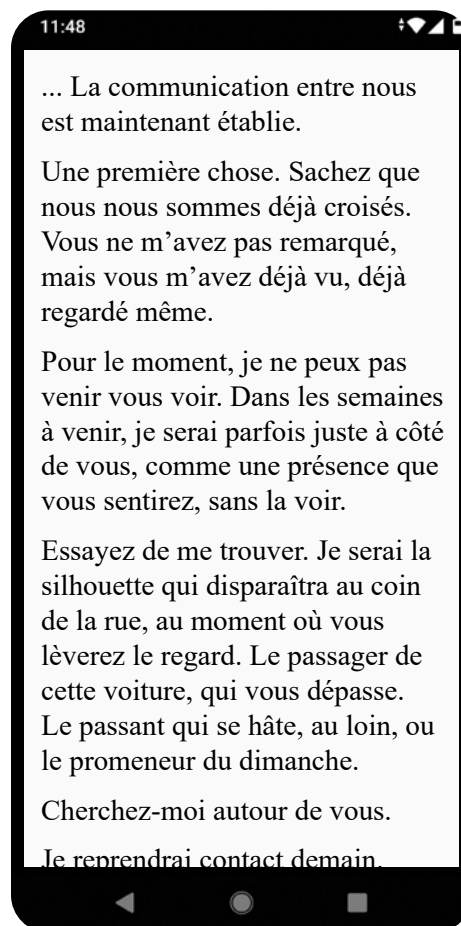 11:48
... La communication entre nous
est maintenant établie.
Une première chose. Sachez que
nous nous sommes déjà croisés.
Vous ne m’avez pas remarqué,
mais vous m’avez déjà vu, déjà
regardé même.
Pour le moment, je ne peux pas
venir vous voir. Dans les semaines
à venir, je serai parfois juste à côté
de vous, comme une présence que
vous sentirez, sans la voir.
Essayez de me trouver. Je serai la
silhouette qui disparaîtra au coin
de la rue, au moment où vous
lèverez le regard. Le passager de
cette voiture, qui vous dépasse.
Le passant qui se hâte, au loin, ou
le promeneur du dimanche.
Cherchez-moi autour de vous.
Je reprendrai contact demain.